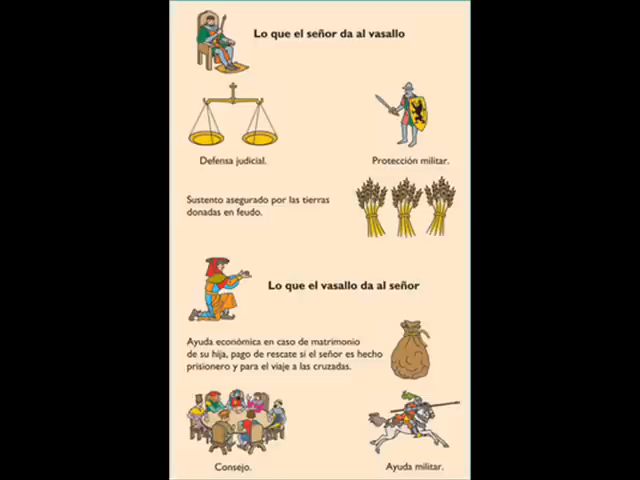 Lo que el señor da al vasallo
Defensa judicial.
Protección militar.
Sustento asegurado por las tierras
donadas en feudo.
Lo que el vasallo da al señor
Ayuda económica en caso de matrimonio
de su hija, pago de rescate si el señor es hecho
prisionero y para el viaje a las cruzadas.
Consejo.
Ayuda militar.